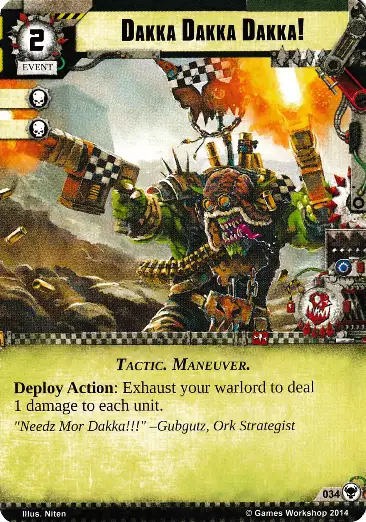 DAKKA DAKKA DAKKA!
2
EVENT
TACTIC. MANEUVER.
Deploy Action: Exhaust your warlord to deal
1 damage to each unit.
"Needz Mor Dakka!!!" –Gubgutz, Ork Strategist
034
Illus. Niten
© Games Workshop 2014